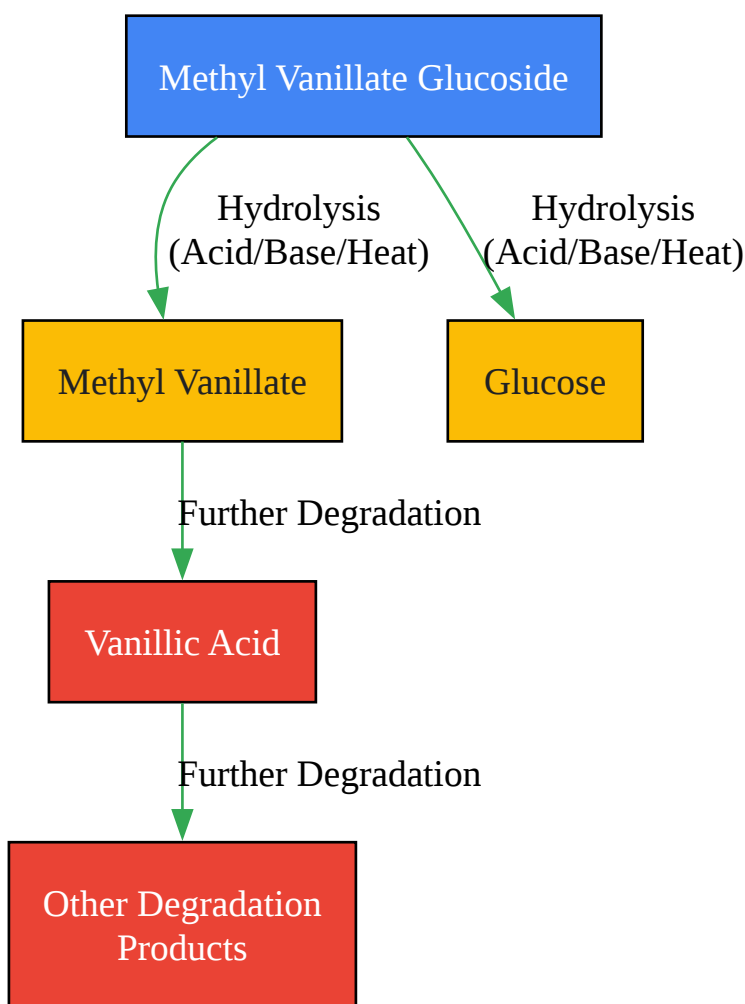 Methyl Vanillate Glucoside
Hydrolysis
(Acid/Base/Heat)
Hydrolysis
(Acid/Base/Heat)
Methyl Vanillate
Glucose
Further Degradation
Vanillic Acid
Further Degradation
Other Degradation
Products